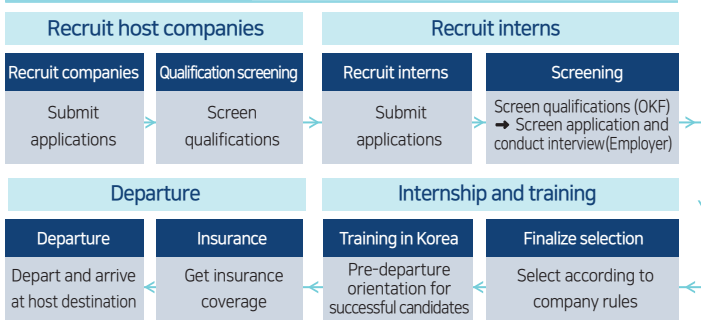 Recruit host companies
Recruit interns
Recruit companies
Qualification screening
Recruit interns
Screening
Submit
applications
Screen
qualifications
Submit
applications
Screen qualifications (OKF)
➞ Screen application and
conduct interview(Employer)
Departure
Internship and training
Departure
Insurance
Training in Korea
Finalize selection
Depart and arrive
at host destination
Get insurance
coverage
Pre-departure
orientation for
successful candidates
Select according to
company rules